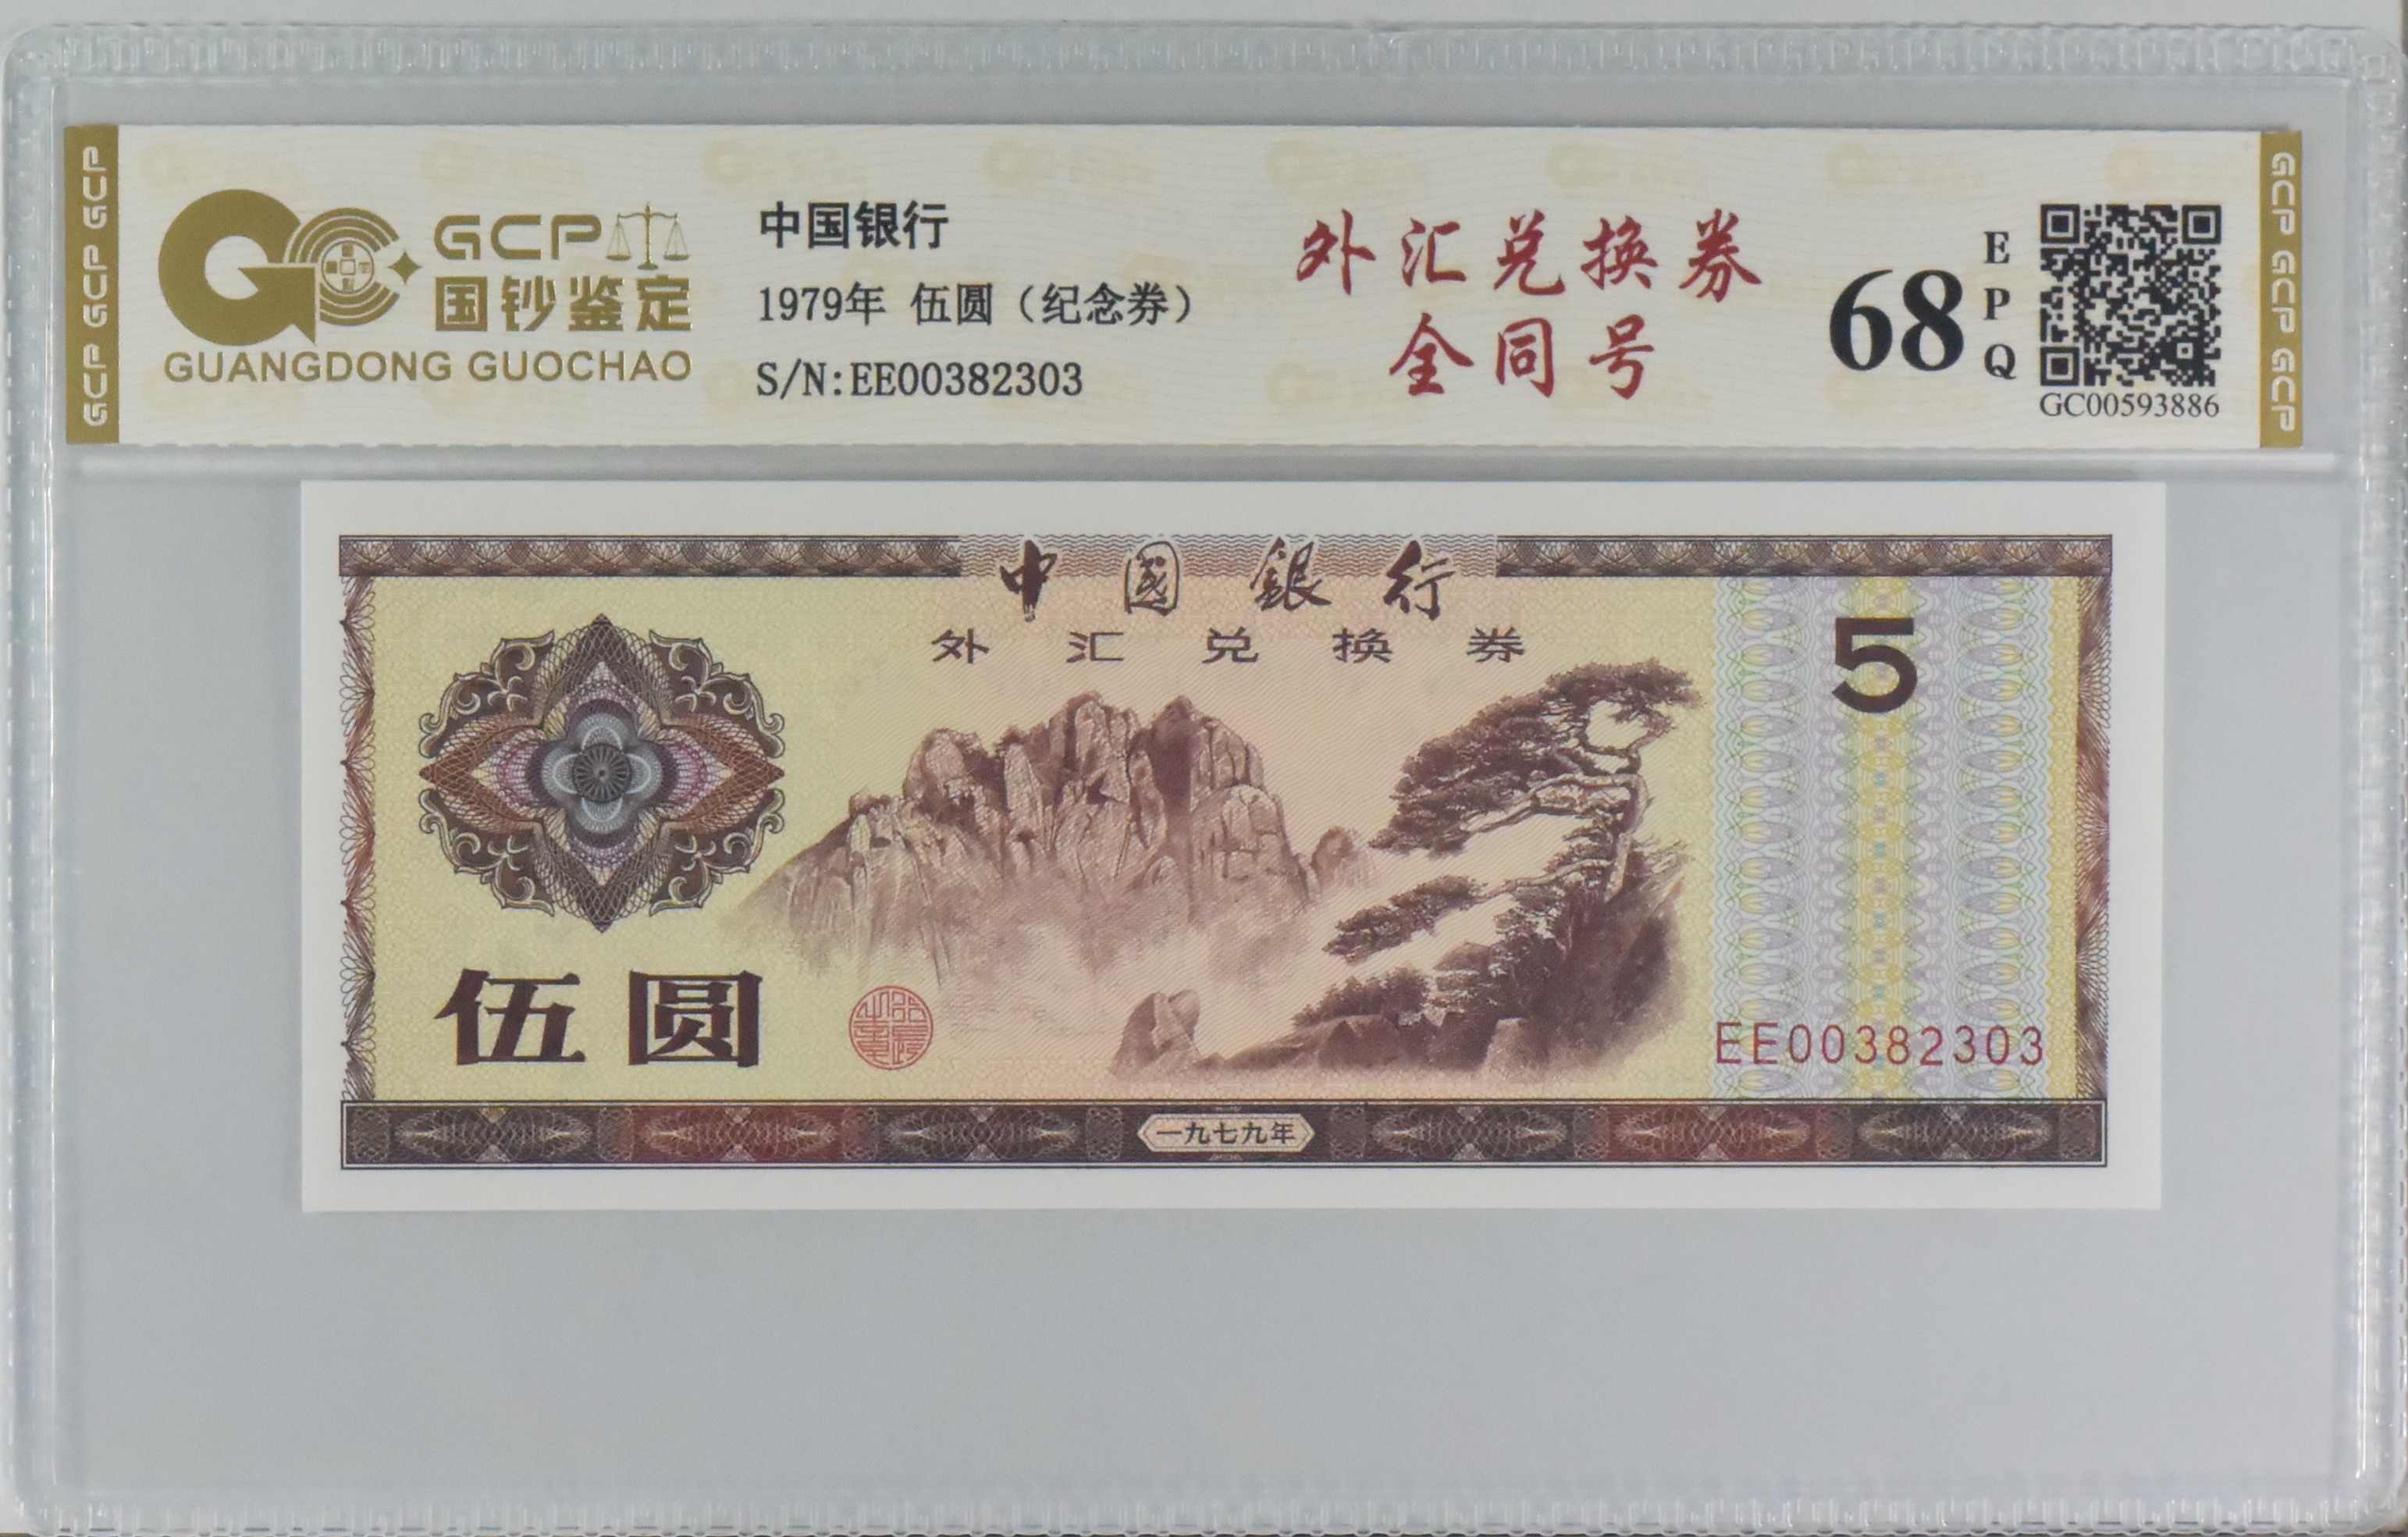 GCP GCP GCP
GCP
国钞鉴定
GUANGDONG GUOCHAO
中国银行
1979年 伍圆（纪念券）
S/N:EE00382303
外汇兑换券
全同号
68
EPQ
GC00593886
GCP GCP GCP
中國銀行
外汇兑换券
5
伍圆
EE00382303
一九七九年